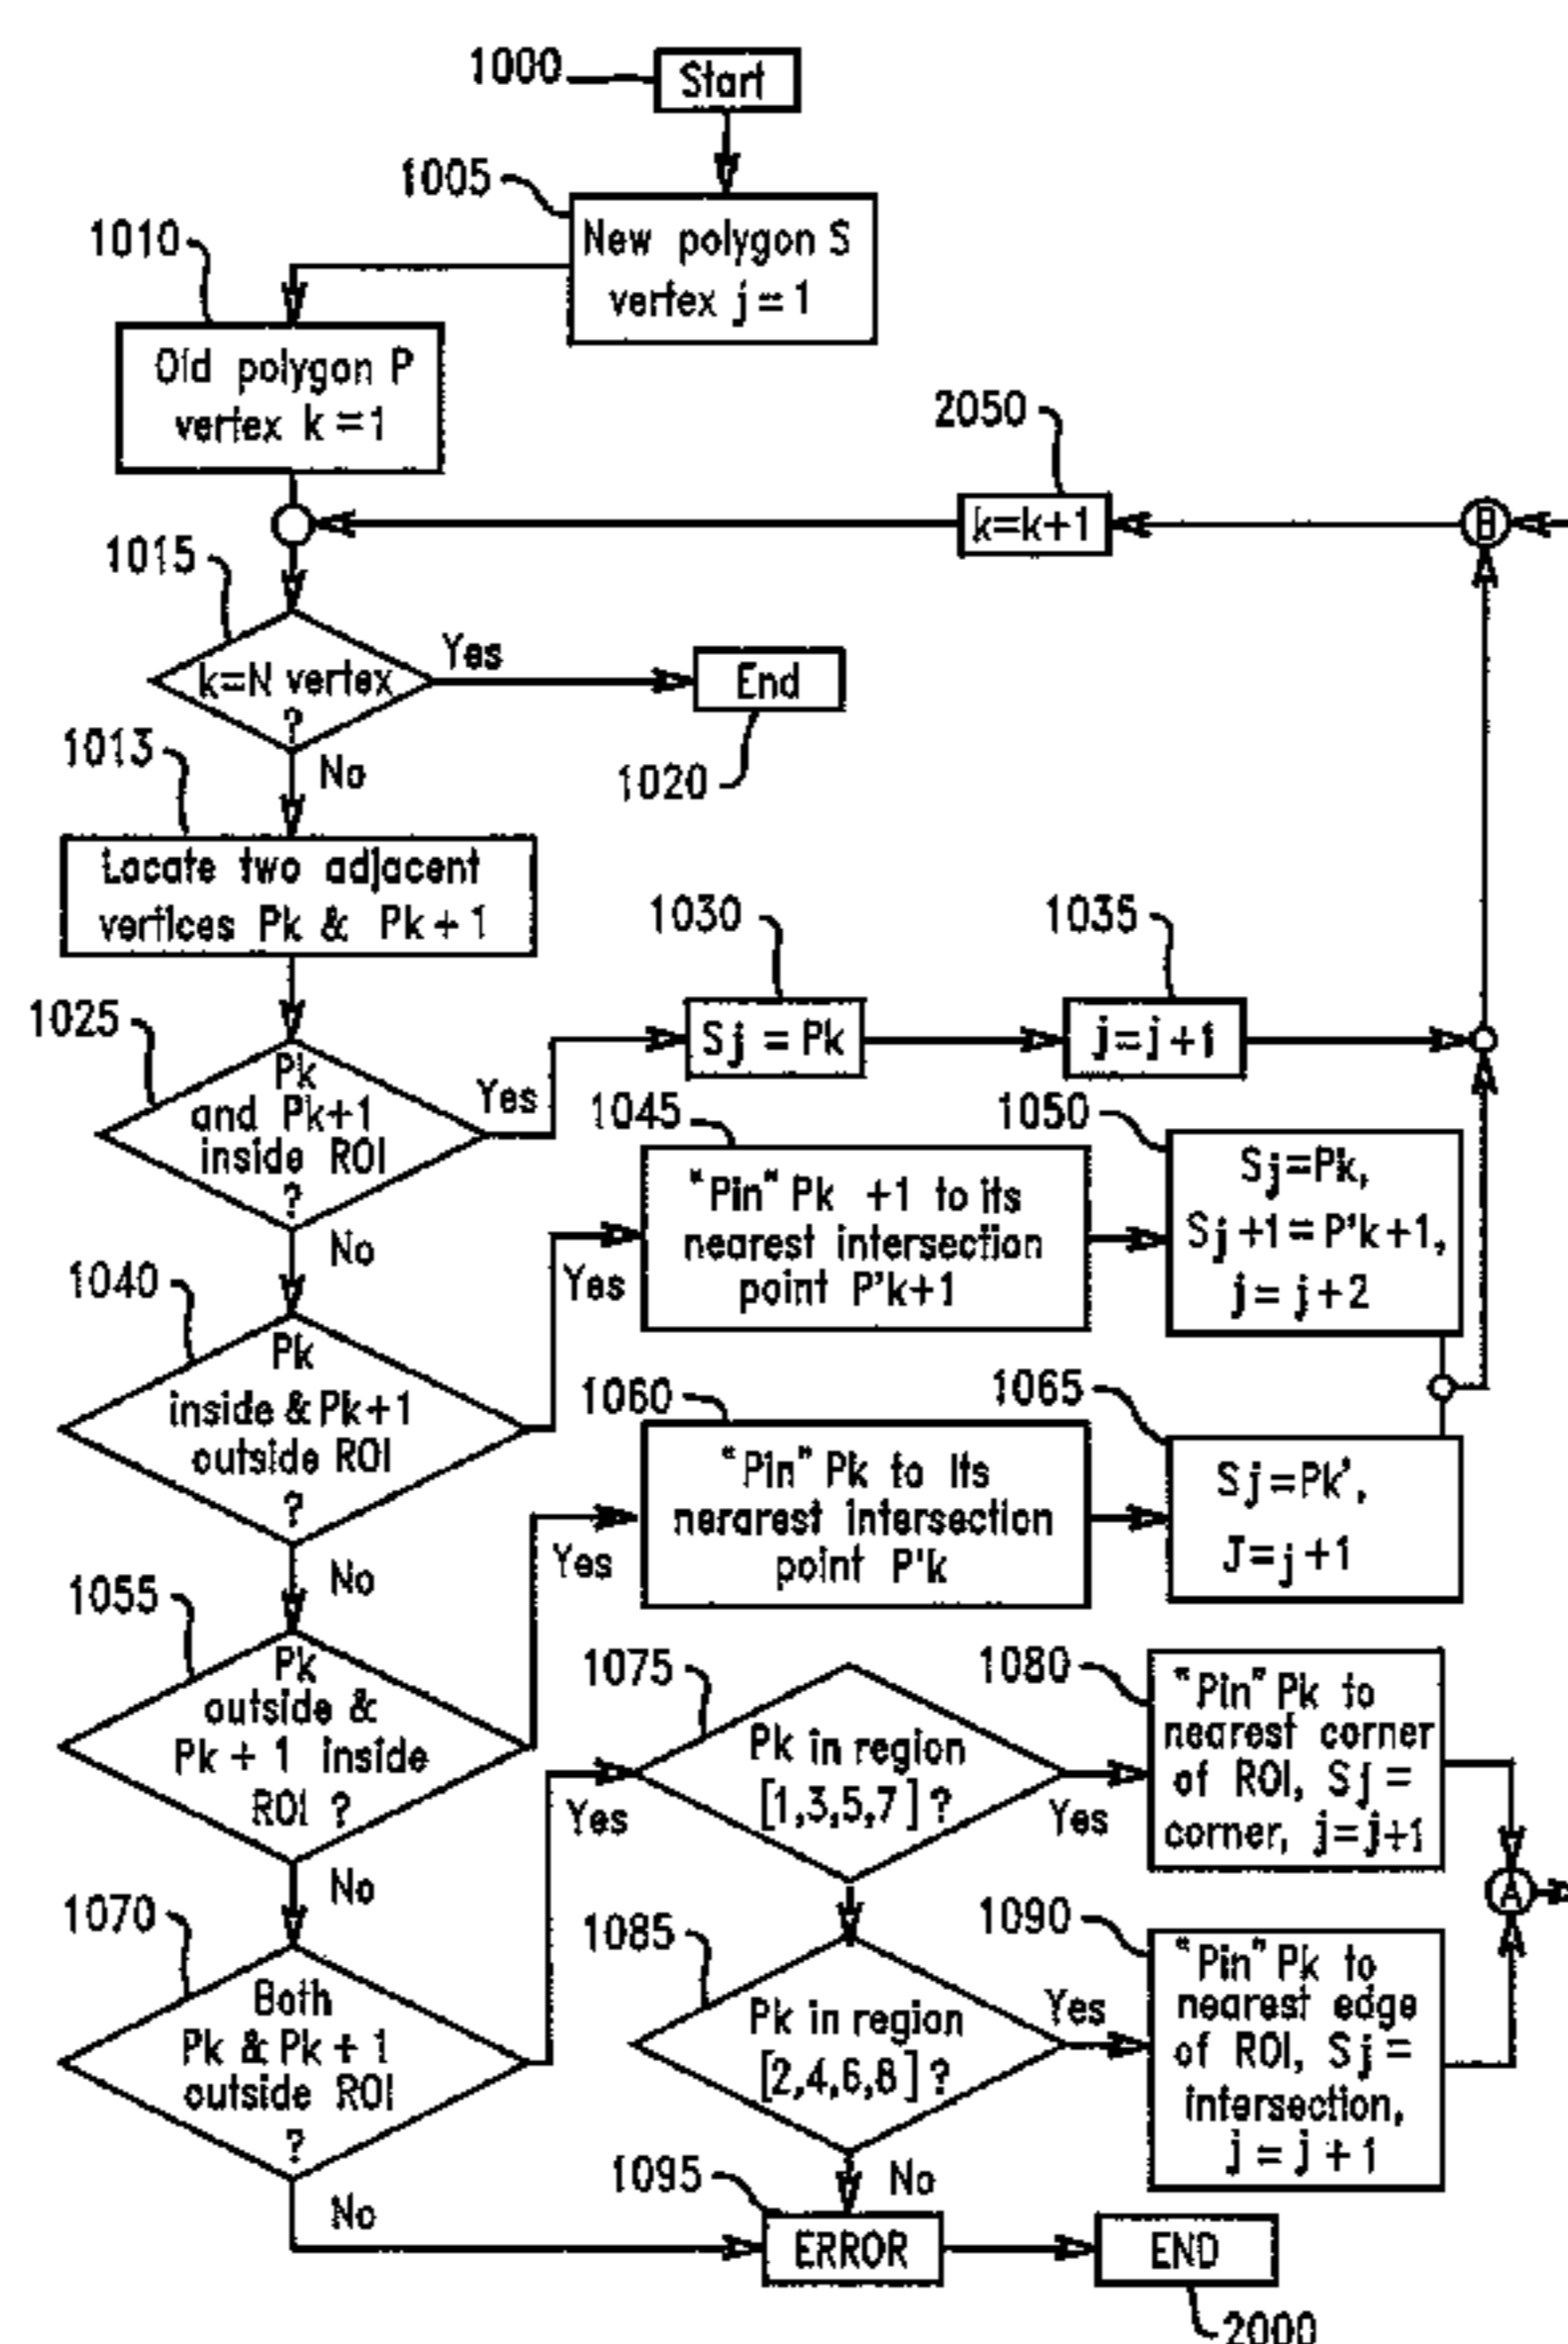 1000
Start
1005
New polygon S
vertex j = 1
1010
Old polygon P
vertex k = 1
2050
k=k+1
B
1015
k=N vertex
?
Yes
End
1020
No
1013
Locate two adjacent
vertices Pk & Pk + 1
1025
Pk
and Pk+1
inside ROI
?
Yes
No
1030
Sj = Pk
1035
j=j+1
1040
Pk
inside & Pk+1
outside ROI
?
Yes
No
1045
"Pin" Pk +1 to its
nearest intersection
point P'k+1
1050
Sj=Pk,
Sj+1=P'k+1,
j=j+2
1055
Pk
outside &
Pk + 1 inside
ROI ?
Yes
No
1060
"Pin" Pk to its
nerarest intersection
point P'k
1065
Sj=Pk',
J=j+1
1070
Both
Pk & Pk + 1
outside ROI
?
Yes
No
1075
Pk in region
[1,3,5,7]?
Yes
1080
"Pin" Pk to
nearest corner
of ROI, Sj =
corner, j=j+1
A
1085
Pk in region
[2,4,6,8]?
Yes
No
1090
"Pin" Pk to
nearest edge
of ROI, Sj =
intersection,
j = j + 1
1095
ERROR
END
2000